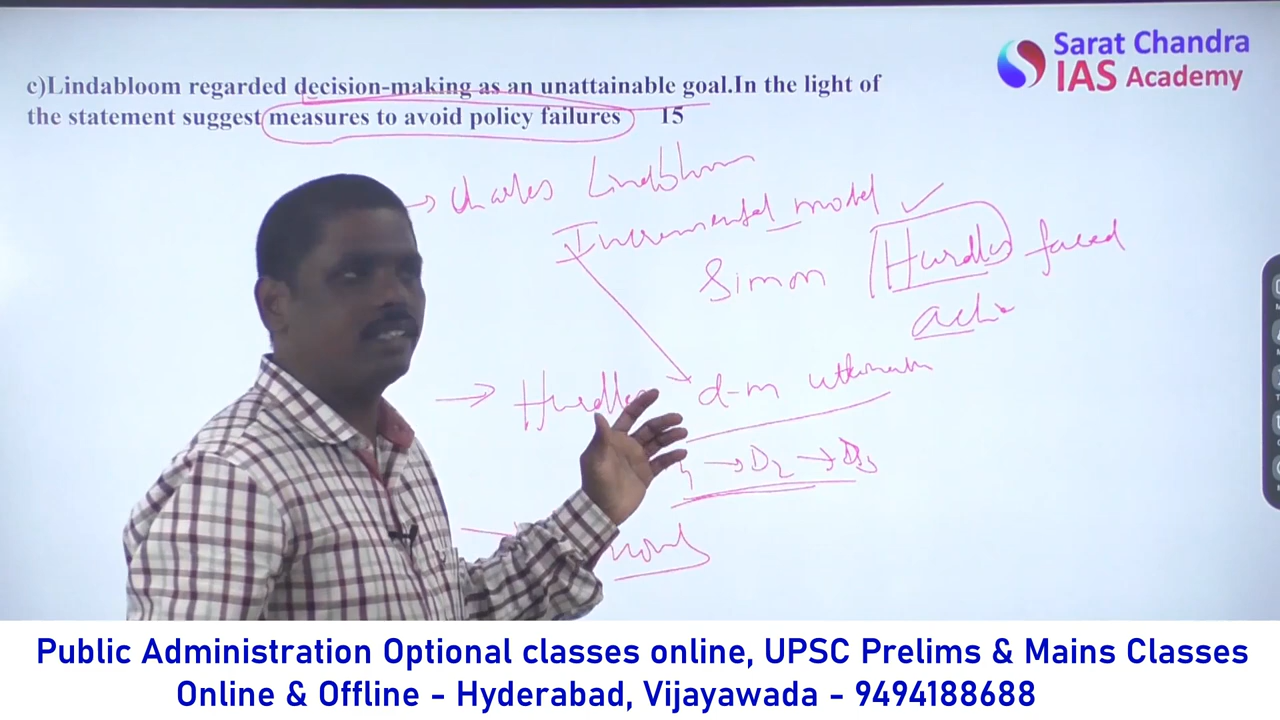 Sarat Chandra
IAS Academy
c)Lindabloom regarded decision-making as an unattainable goal.In the light of
the statement suggest measures to avoid policy failures 15
Charles Lindblom
Incremental model
Simon Hurdles faced
Hurdles d-m
→ D2 → D3
Public Administration Optional classes online, UPSC Prelims & Mains Classes
Online & Offline - Hyderabad, Vijayawada - 9494188688